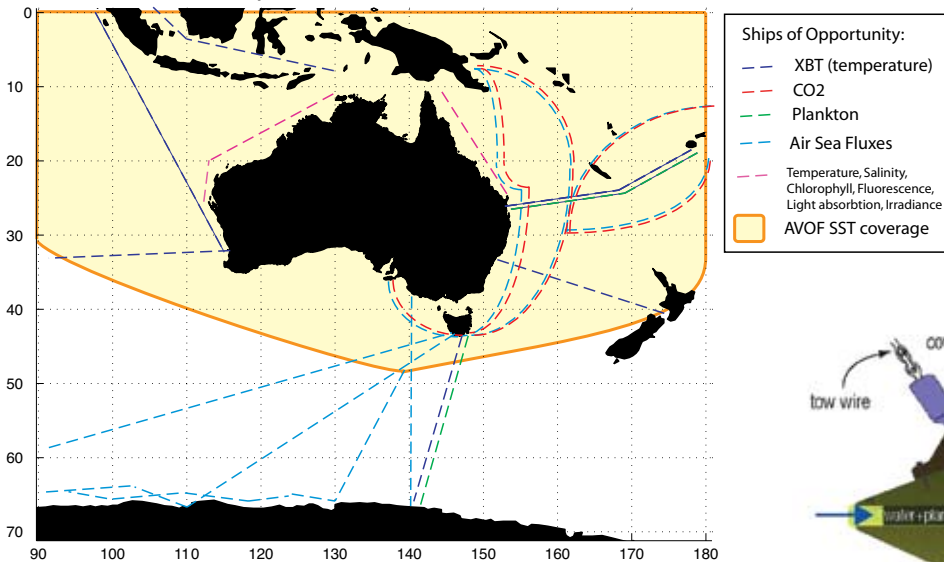 0
10
20
30
40
50
60
70
90
100
110
120
130
140
150
160
170
180
Ships of Opportunity:
XBT (temperature)
CO2
Plankton
Air Sea Fluxes
Temperature, Salinity,
Chlorophyll, Fluorescence,
Light absorbtion, Irradiance
AVOF SST coverage
tow wire